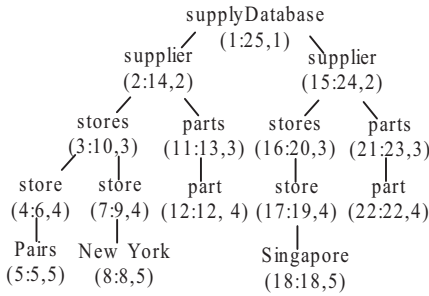 supplyDatabase
(1:25,1)
supplier
(2:14,2)
supplier
(15:24,2)
stores
(3:10,3)
parts
(11:13,3)
stores
(16:20,3)
parts
(21:23,3)
store
(4:6,4)
store
(7:9,4)
part
(12:12, 4)
store
(17:19,4)
part
(22:22,4)
Pairs
(5:5,5)
New York
(8:8,5)
Singapore
(18:18,5)